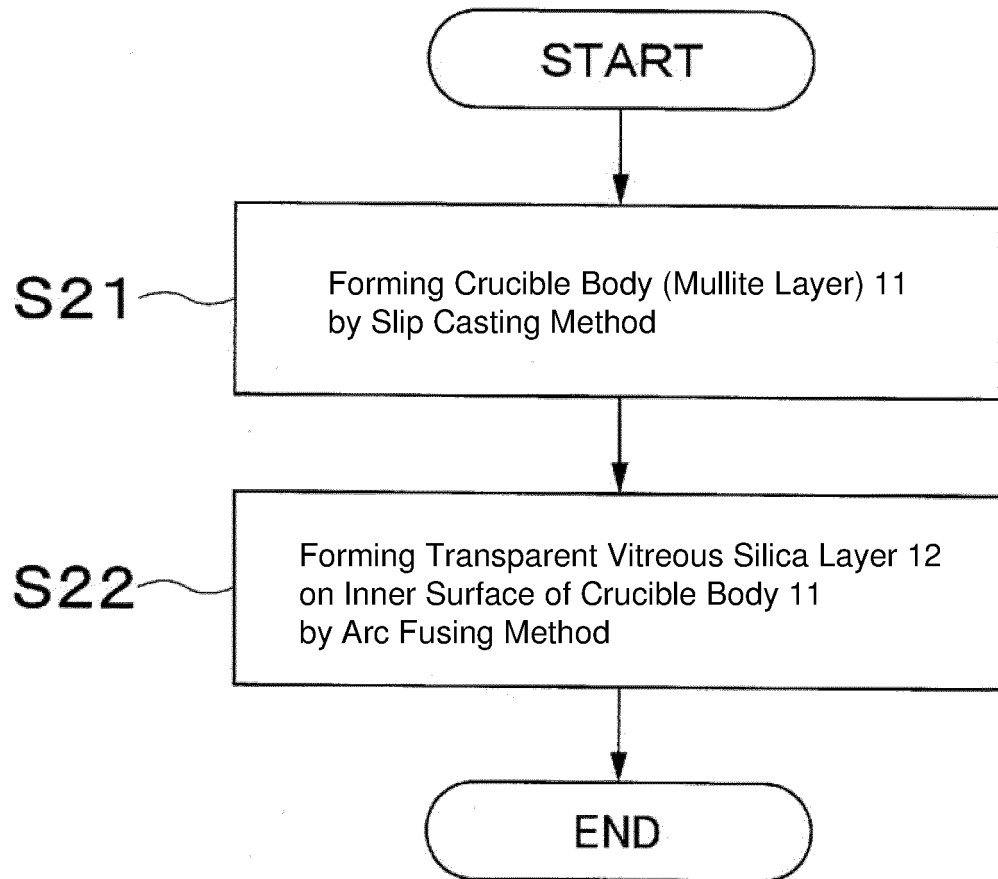 START
S21
Forming Crucible Body (Mullite Layer) 11
by Slip Casting Method
S22
Forming Transparent Vitreous Silica Layer 12
on Inner Surface of Crucible Body 11
by Arc Fusing Method
END